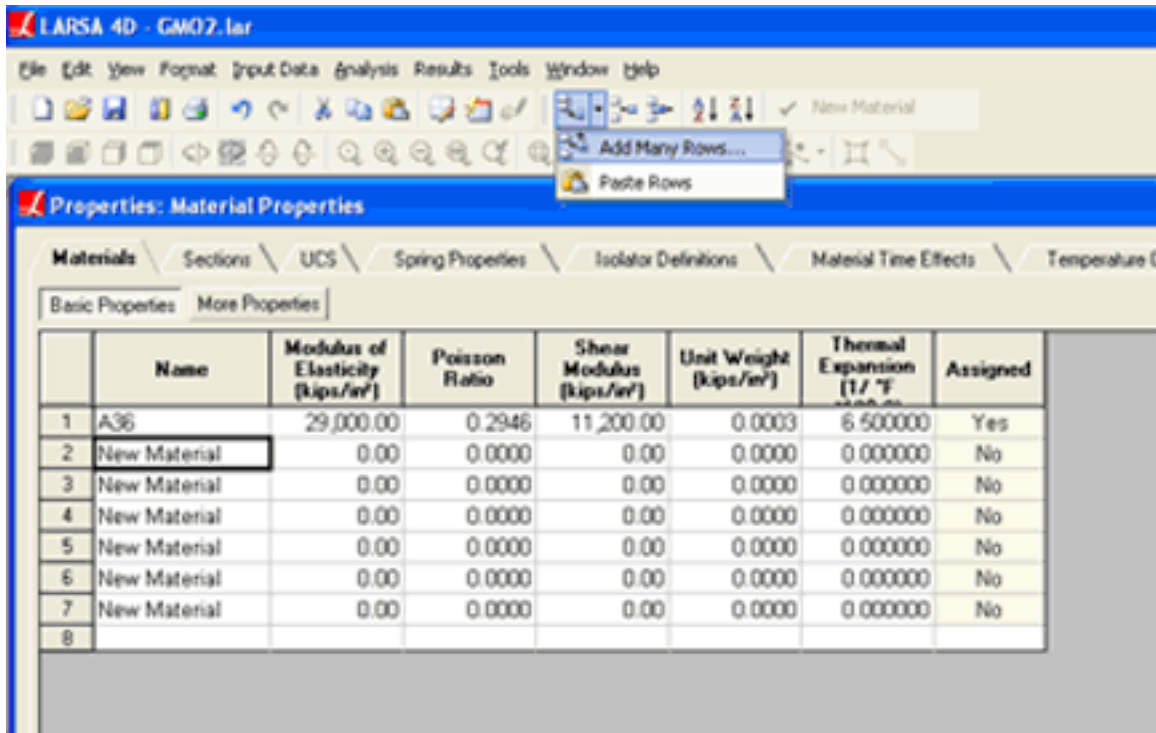 LARSA 4D - GMO2.lar
File Edit View Format Input Data Analysis Results Tools Window Help
New Material
Add Many Rows...
Paste Rows
Properties: Material Properties
Materials Sections UCS Spring Properties Isolator Definitions Material Time Effects Temperature
Basic Properties More Properties
Name Modulus of Elasticity (kips/in²) Poisson Ratio Shear Modulus (kips/in²) Unit Weight (kips/in³) Thermal Expansion (1/ °F Assigned
1 A36 29,000.00 0.2946 11,200.00 0.0003 6.500000 Yes
2 New Material 0.00 0.0000 0.00 0.0000 0.000000 No
3 New Material 0.00 0.0000 0.00 0.0000 0.000000 No
4 New Material 0.00 0.0000 0.00 0.0000 0.000000 No
5 New Material 0.00 0.0000 0.00 0.0000 0.000000 No
6 New Material 0.00 0.0000 0.00 0.0000 0.000000 No
7 New Material 0.00 0.0000 0.00 0.0000 0.000000 No
8